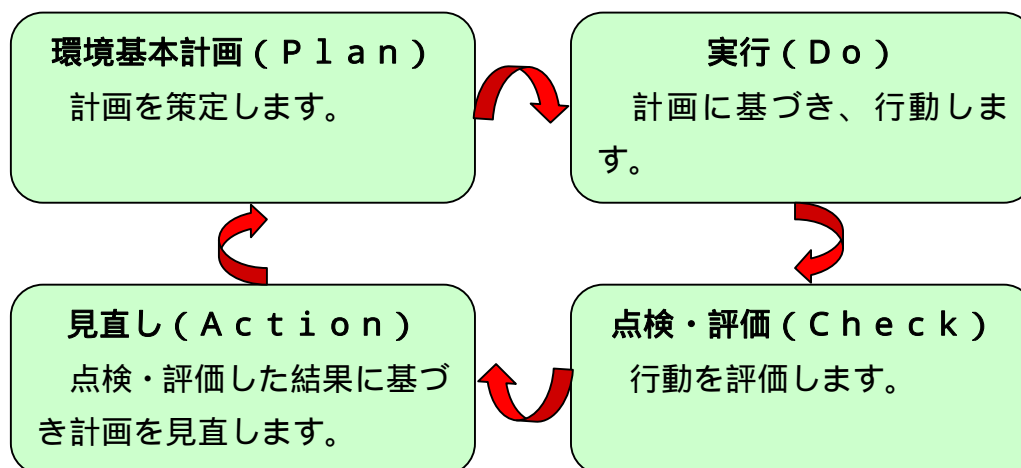 環境基本計画（Ｐｌａｎ）
計画を策定します。
実行（Ｄｏ）
計画に基づき、行動しま
す。
見直し（Ａｃｔｉｏｎ）
点検・評価した結果に基づ
き計画を見直します。
点検・評価（Ｃｈｅｃｋ）
行動を評価します。